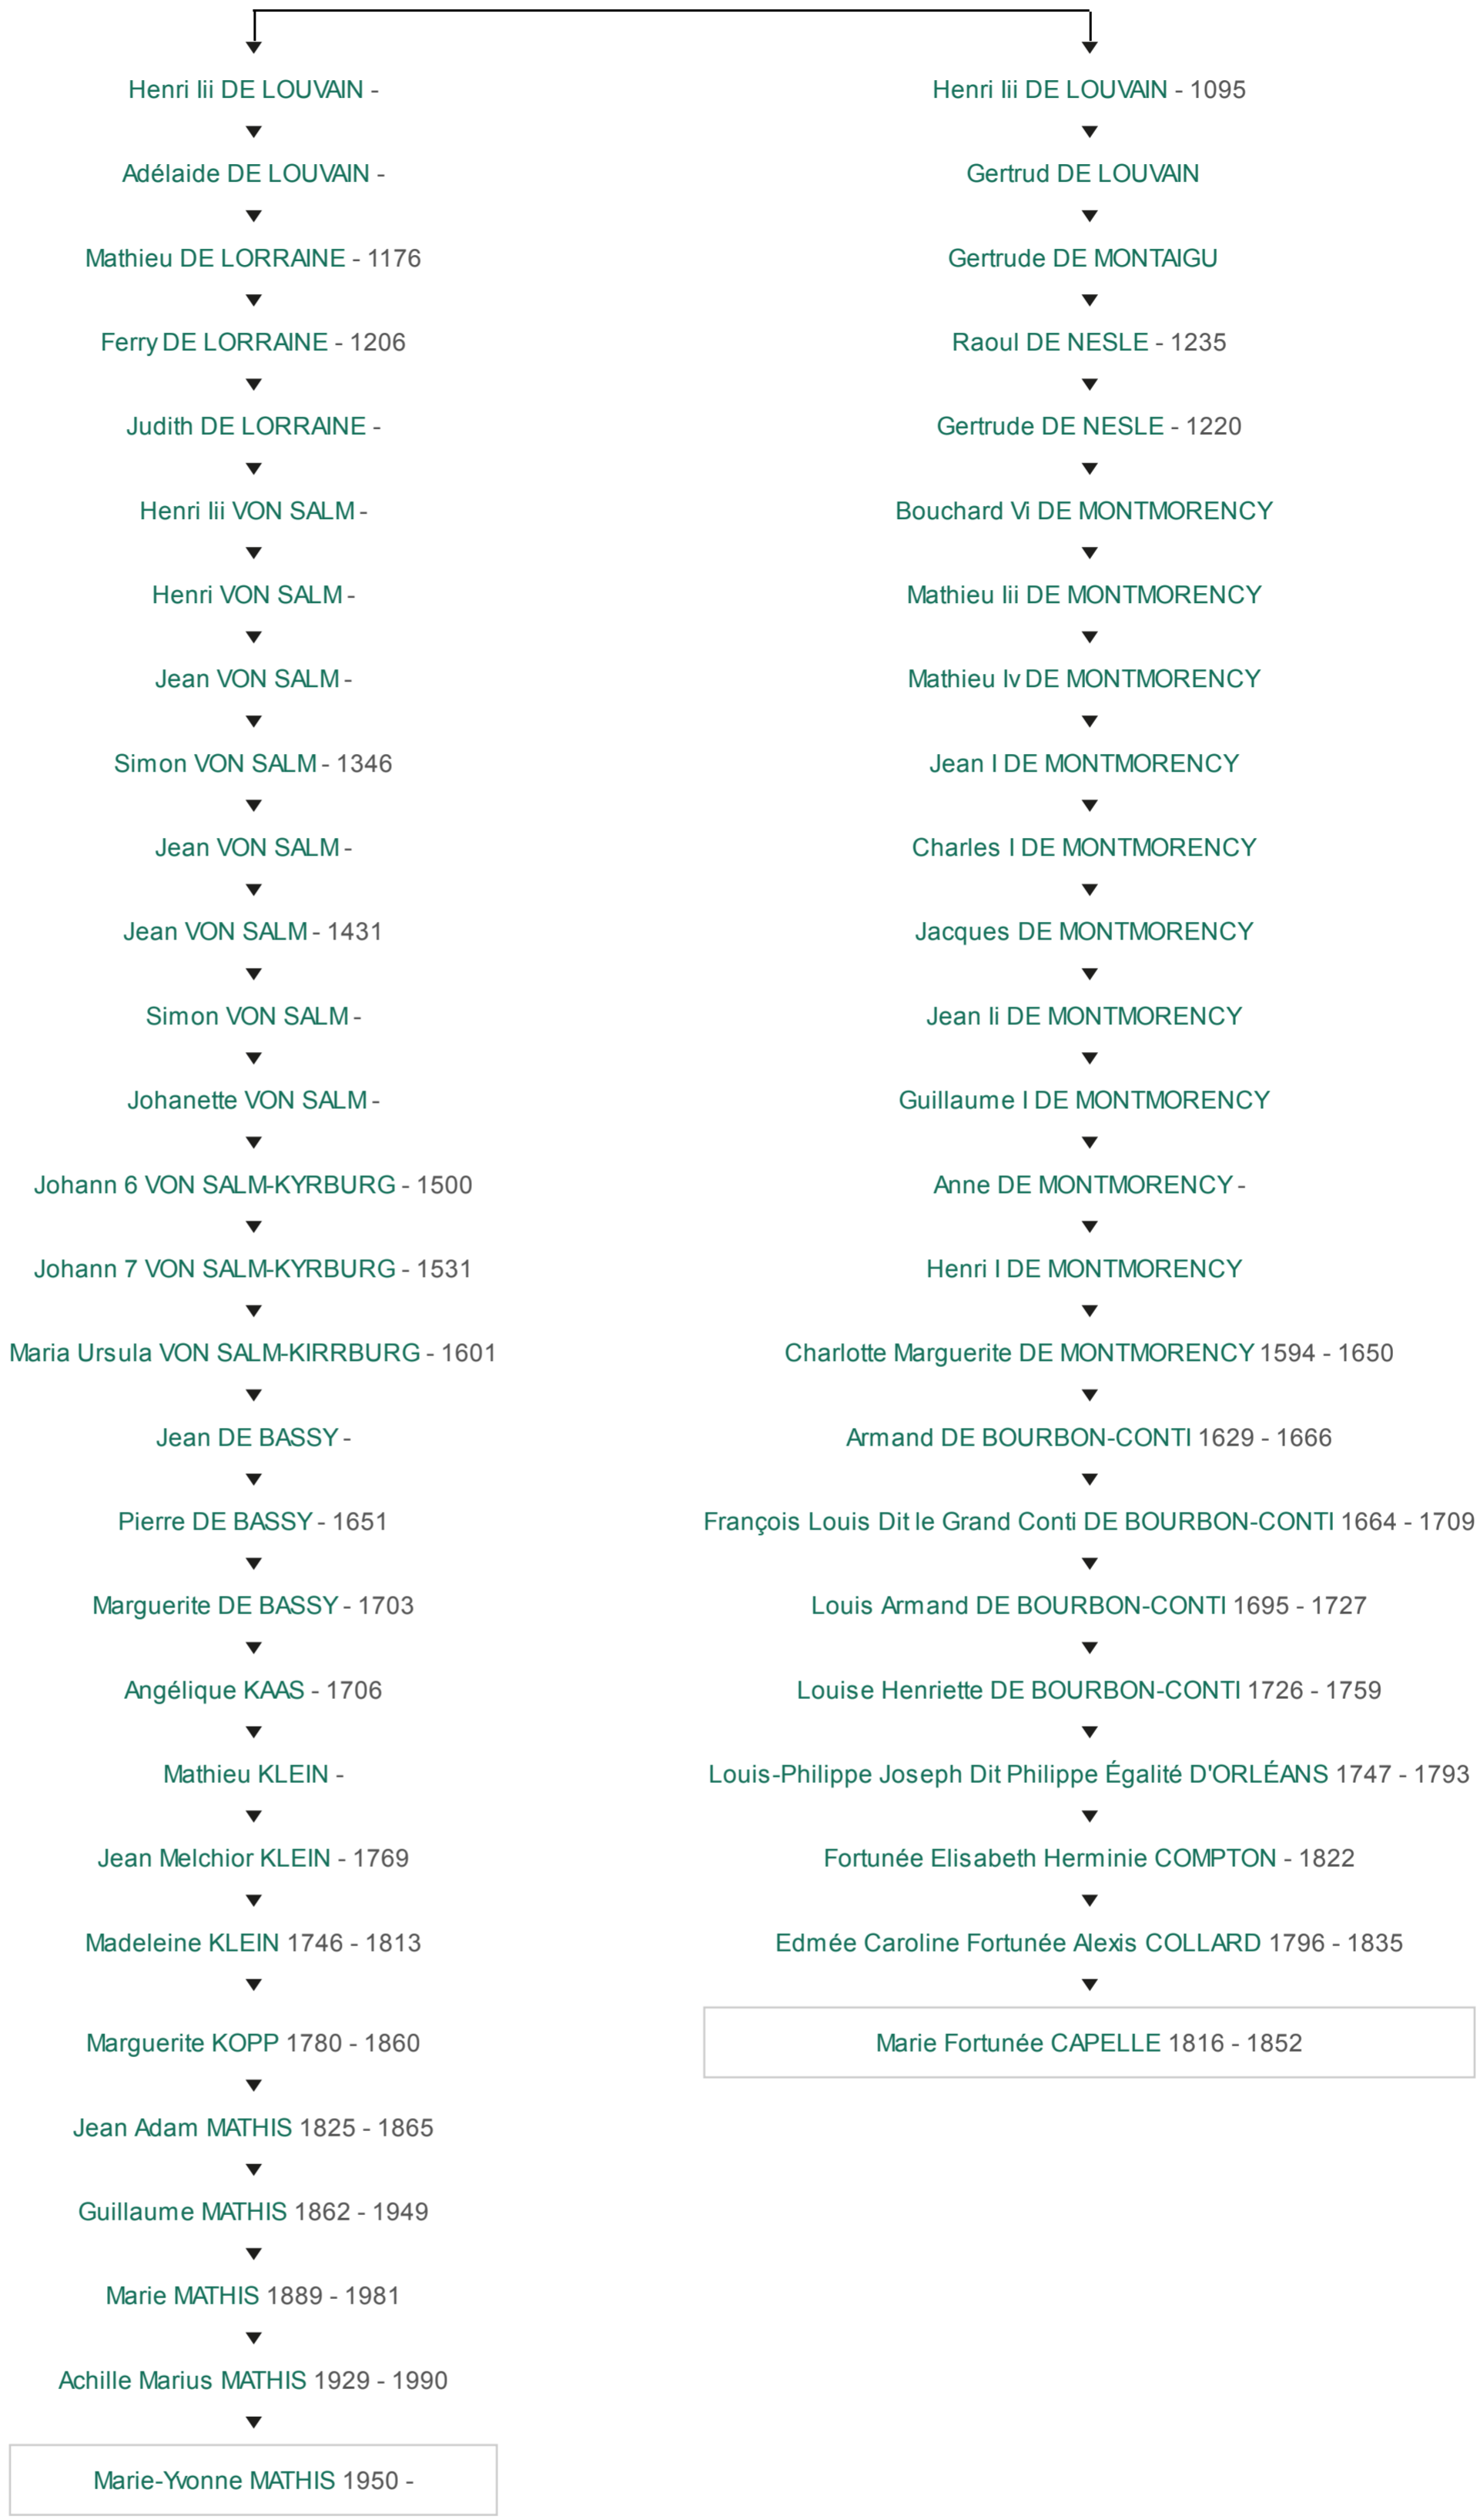 Henri Iii DE LOUVAIN -
Adélaide DE LOUVAIN -
Mathieu DE LORRAINE - 1176
Ferry DE LORRAINE - 1206
Judith DE LORRAINE -
Henri Iii VON SALM -
Henri VON SALM -
Jean VON SALM -
Simon VON SALM - 1346
Jean VON SALM -
Jean VON SALM - 1431
Simon VON SALM -
Johanette VON SALM -
Johann 6 VON SALM-KYRBURG - 1500
Johann 7 VON SALM-KYRBURG - 1531
Maria Ursula VON SALM-KIRRBURG - 1601
Jean DE BASSY -
Pierre DE BASSY - 1651
Marguerite DE BASSY - 1703
Angélique KAAS - 1706
Mathieu KLEIN -
Jean Melchior KLEIN - 1769
Madeleine KLEIN 1746 - 1813
Marguerite KOPP 1780 - 1860
Jean Adam MATHIS 1825 - 1865
Guillaume MATHIS 1862 - 1949
Marie MATHIS 1889 - 1981
Achille Marius MATHIS 1929 - 1990
Marie-Yvonne MATHIS 1950 -
Henri Iii DE LOUVAIN - 1095
Gertrud DE LOUVAIN
Gertrude DE MONTAIGU
Raoul DE NESLE - 1235
Gertrude DE NESLE - 1220
Bouchard Vi DE MONTMORENCY
Mathieu Iii DE MONTMORENCY
Mathieu Iv DE MONTMORENCY
Jean I DE MONTMORENCY
Charles I DE MONTMORENCY
Jacques DE MONTMORENCY
Jean Ii DE MONTMORENCY
Guillaume I DE MONTMORENCY
Anne DE MONTMORENCY -
Henri I DE MONTMORENCY
Charlotte Marguerite DE MONTMORENCY 1594 - 1650
Armand DE BOURBON-CONTI 1629 - 1666
François Louis Dit le Grand Conti DE BOURBON-CONTI 1664 - 1709
Louis Armand DE BOURBON-CONTI 1695 - 1727
Louise Henriette DE BOURBON-CONTI 1726 - 1759
Louis-Philippe Joseph Dit Philippe Égalité D'ORLÉANS 1747 - 1793
Fortunée Elisabeth Herminie COMPTON - 1822
Edmée Caroline Fortunée Alexis COLLARD 1796 - 1835
Marie Fortunée CAPELLE 1816 - 1852